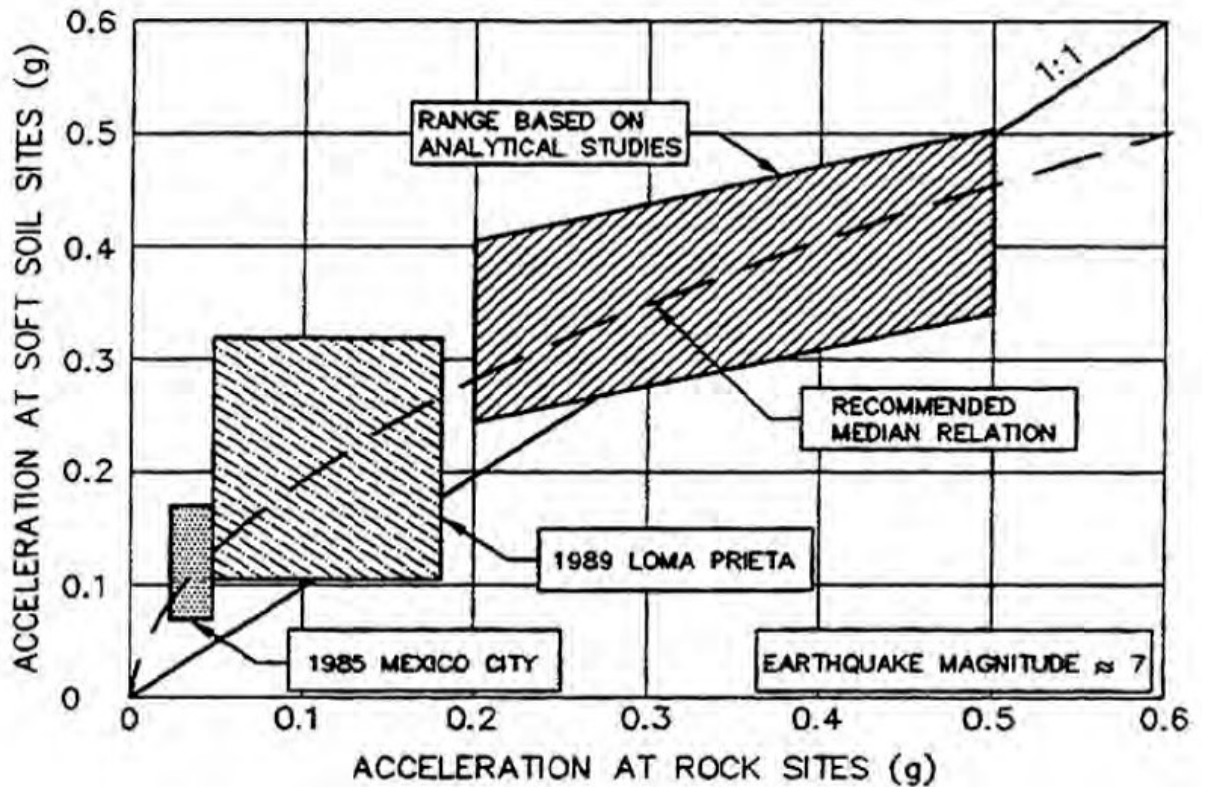 ACCELERATION AT SOFT SOIL SITES (g)
0.6
0.5
0.4
0.3
0.2
0.1
0
1:1
RANGE BASED ON
ANALYTICAL STUDIES
RECOMMENDED
MEDIAN RELATION
1989 LOMA PRIETA
1985 MEXICO CITY
EARTHQUAKE MAGNITUDE ≈ 7
0 0.1 0.2 0.3 0.4 0.5 0.6
ACCELERATION AT ROCK SITES (g)